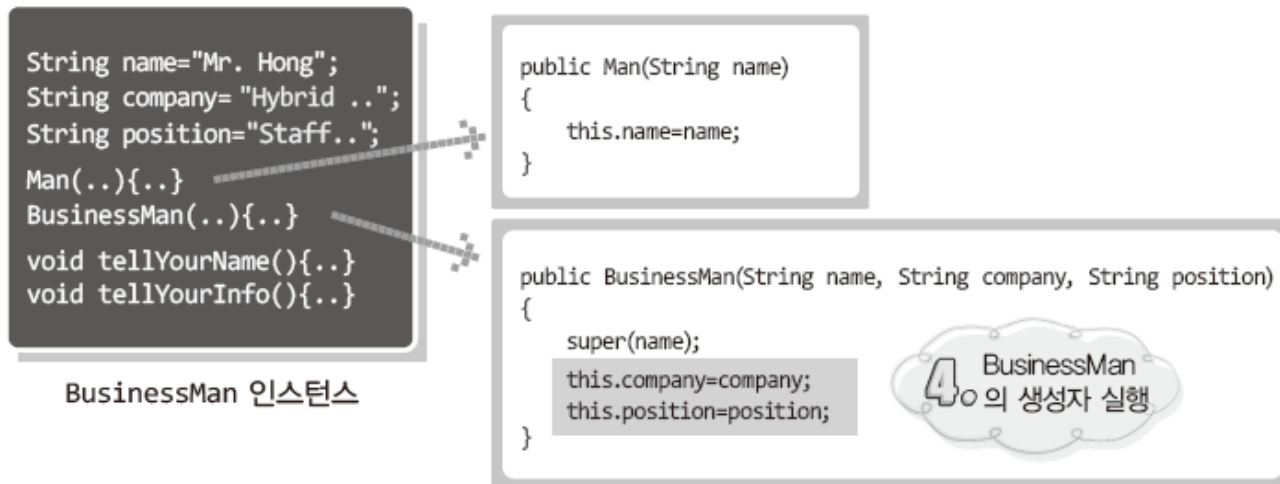 String name="Mr. Hong";
String company= "Hybrid ..";
String position="Staff..";
Man(..){..}
BusinessMan(..){..}
void tellYourName(){..}
void tellYourInfo(){..}
BusinessMan 인스턴스
public Man(String name)
{
this.name=name;
}
public BusinessMan(String name, String company, String position)
{
super(name);
this.company=company;
this.position=position;
}
4. BusinessMan
의 생성자 실행